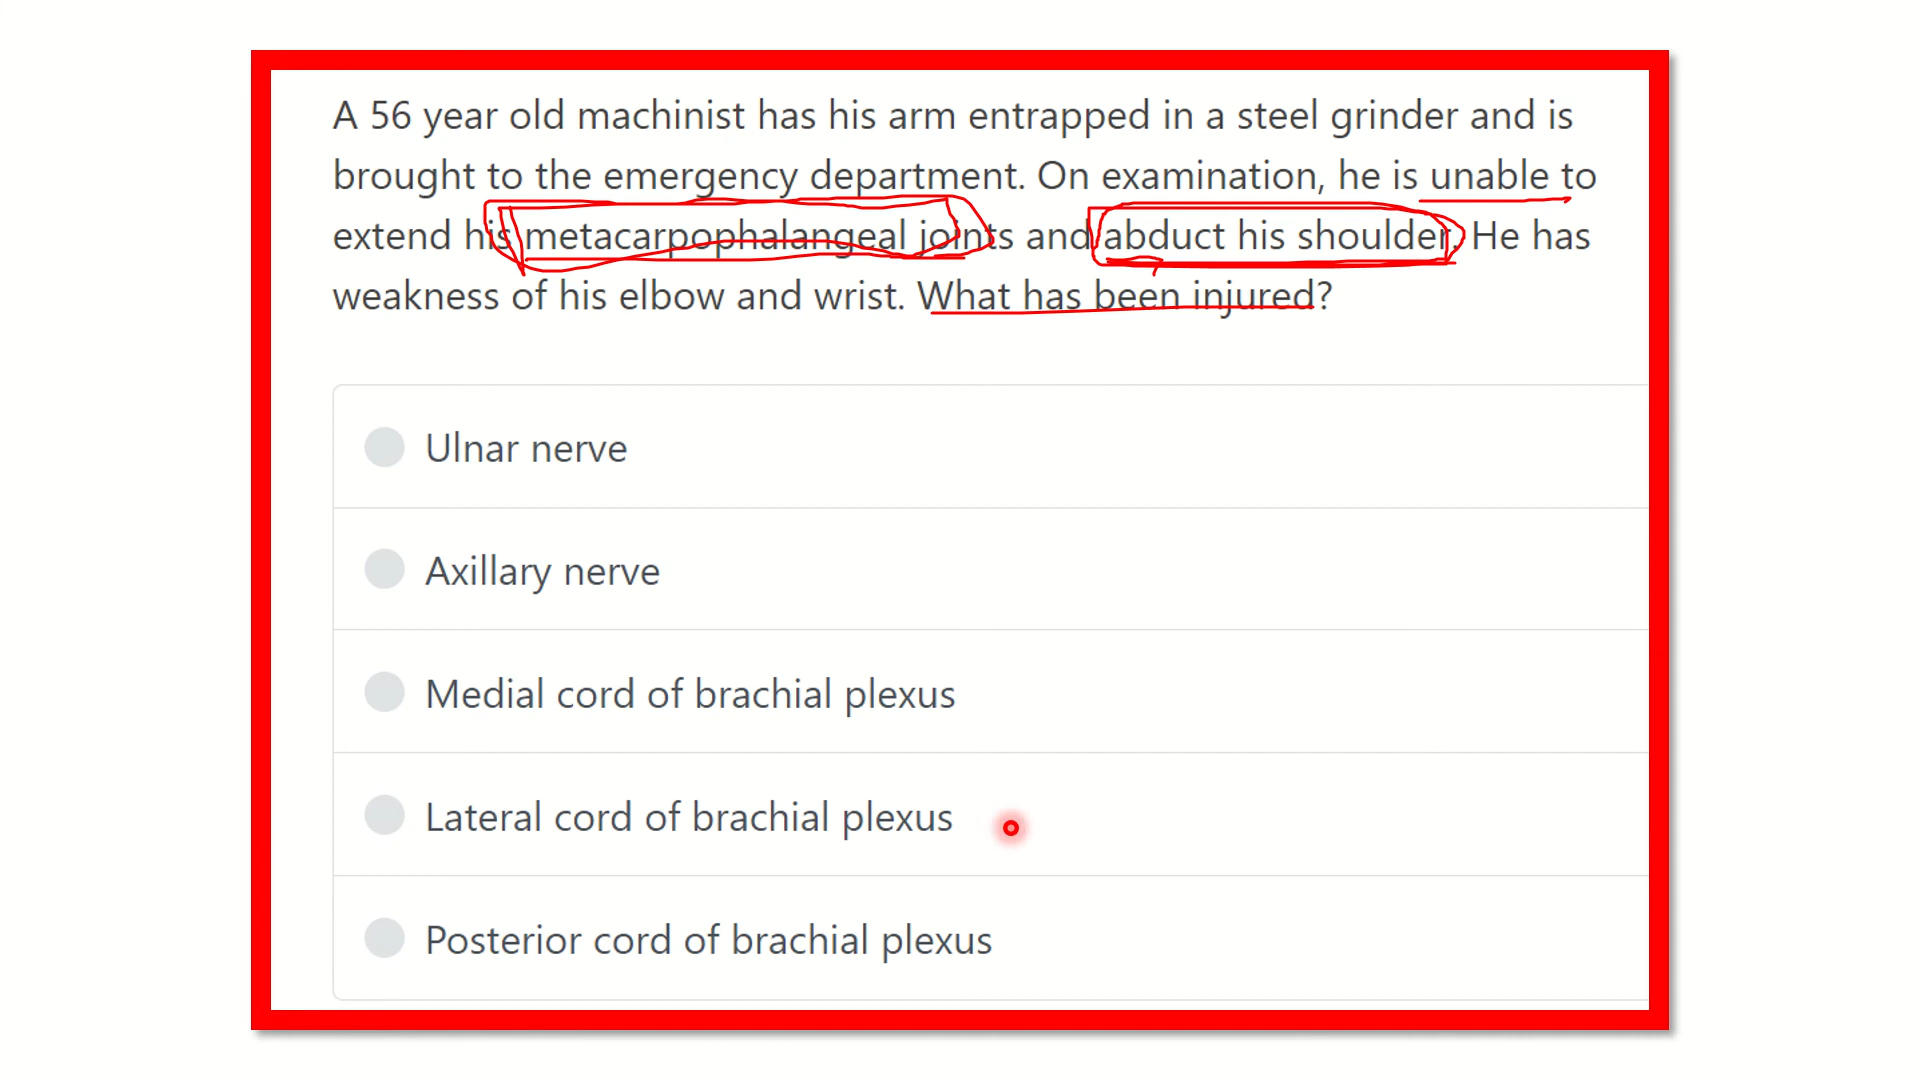 A 56 year old machinist has his arm entrapped in a steel grinder and is
brought to the emergency department. On examination, he is unable to
extend his metacarpophalangeal joints and abduct his shoulder. He has
weakness of his elbow and wrist. What has been injured?
Ulnar nerve
Axillary nerve
Medial cord of brachial plexus
Lateral cord of brachial plexus
Posterior cord of brachial plexus